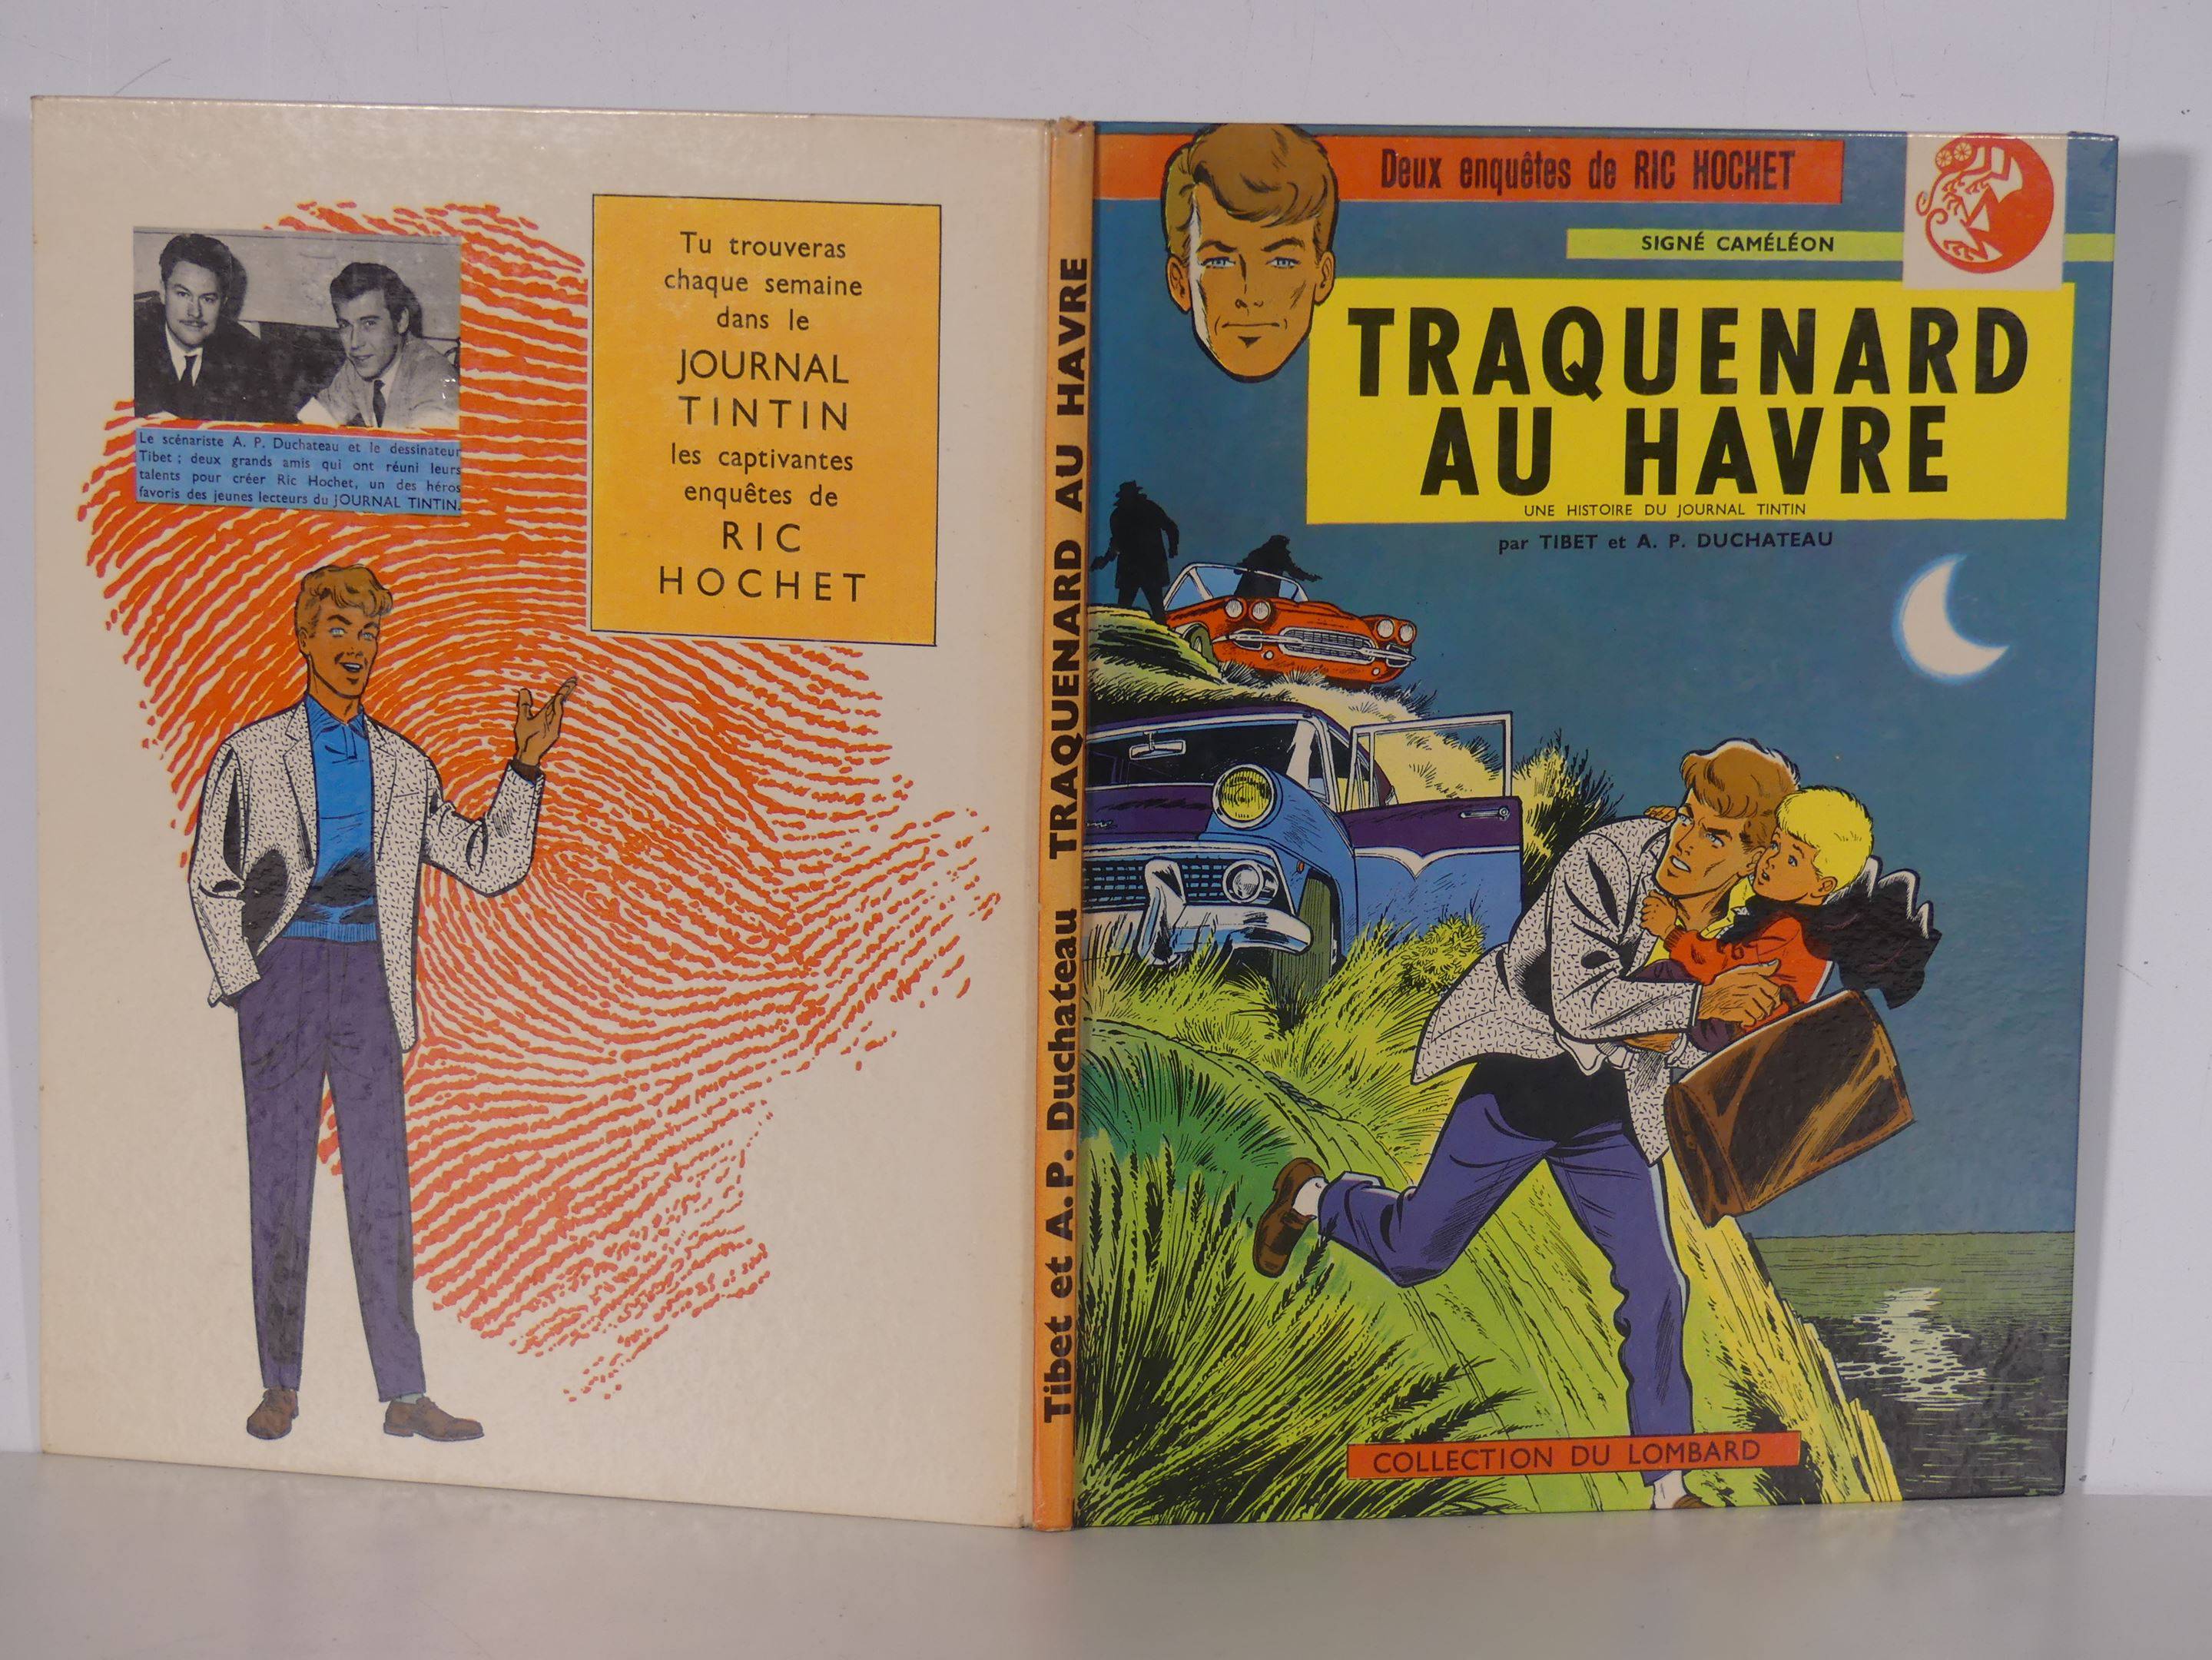 Le scénariste A. P. Duchateau et le dessinateur
Tibet ; deux grands amis qui ont réuni leurs
talents pour créer Ric Hochet, un des héros
favoris des jeunes lecteurs du JOURNAL TINTIN.
Tu trouveras
chaque semaine
dans le
JOURNAL
TINTIN
les captivantes
enquêtes de
RIC
HOCHET
Tibet et A. P. Duchateau TRAQUENARD AU HAVRE
Deux enquêtes de RIC HOCHET
SIGNÉ CAMÉLÉON
TRAQUENARD
AU HAVRE
UNE HISTOIRE DU JOURNAL TINTIN
par TIBET et A. P. DUCHATEAU
COLLECTION DU LOMBARD